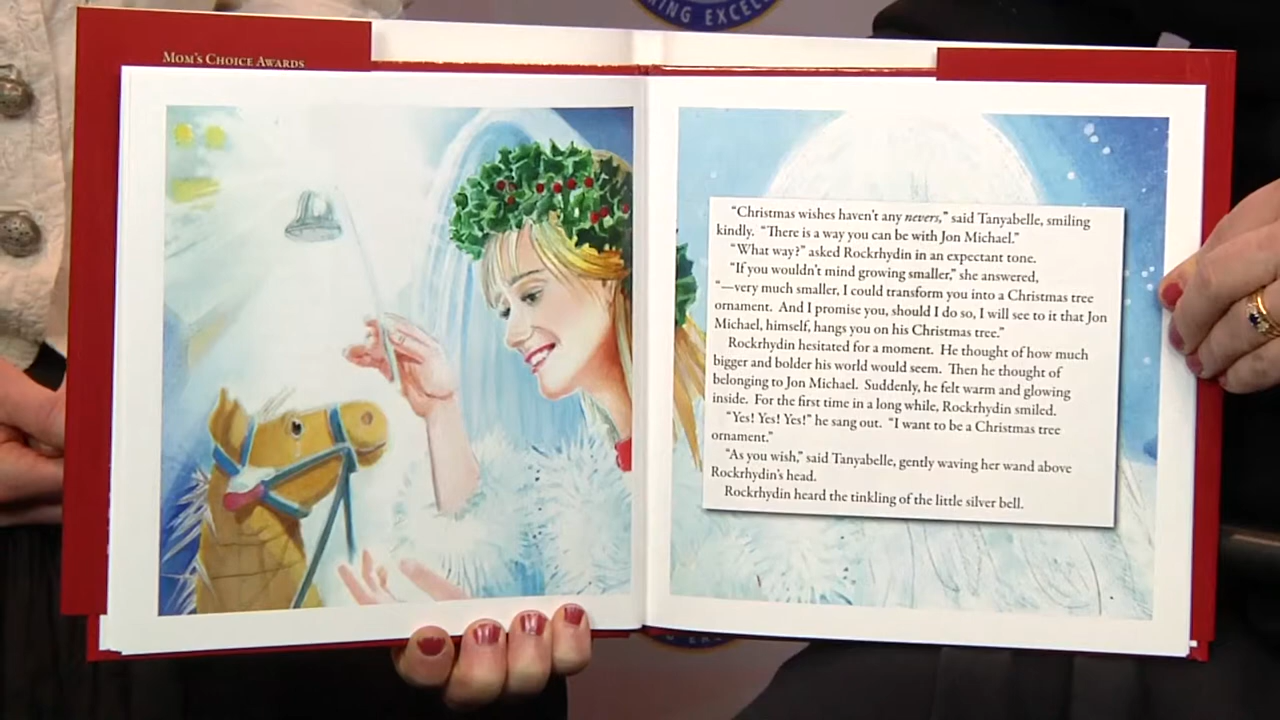 KING EXCEL
MOM'S CHOICE AWARDS
"Christmas wishes haven't any nevers," said Tanyabelle, smiling
kindly. "There is a way you can be with Jon Michael."
"What way?" asked Rockrhydin in an expectant tone.
"If you wouldn't mind growing smaller," she answered,
"—very much smaller, I could transform you into a Christmas tree
ornament. And I promise you, should I do so, I will see to it that Jon
Michael, himself, hangs you on his Christmas tree."
Rockrhydin hesitated for a moment. He thought of how much
bigger and bolder his world would seem. Then he thought of
belonging to Jon Michael. Suddenly, he felt warm and glowing
inside. For the first time in a long while, Rockrhydin smiled.
"Yes! Yes! Yes!" he sang out. "I want to be a Christmas tree
ornament."
"As you wish," said Tanyabelle, gently waving her wand above
Rockrhydin's head.
Rockrhydin heard the tinkling of the little silver bell.